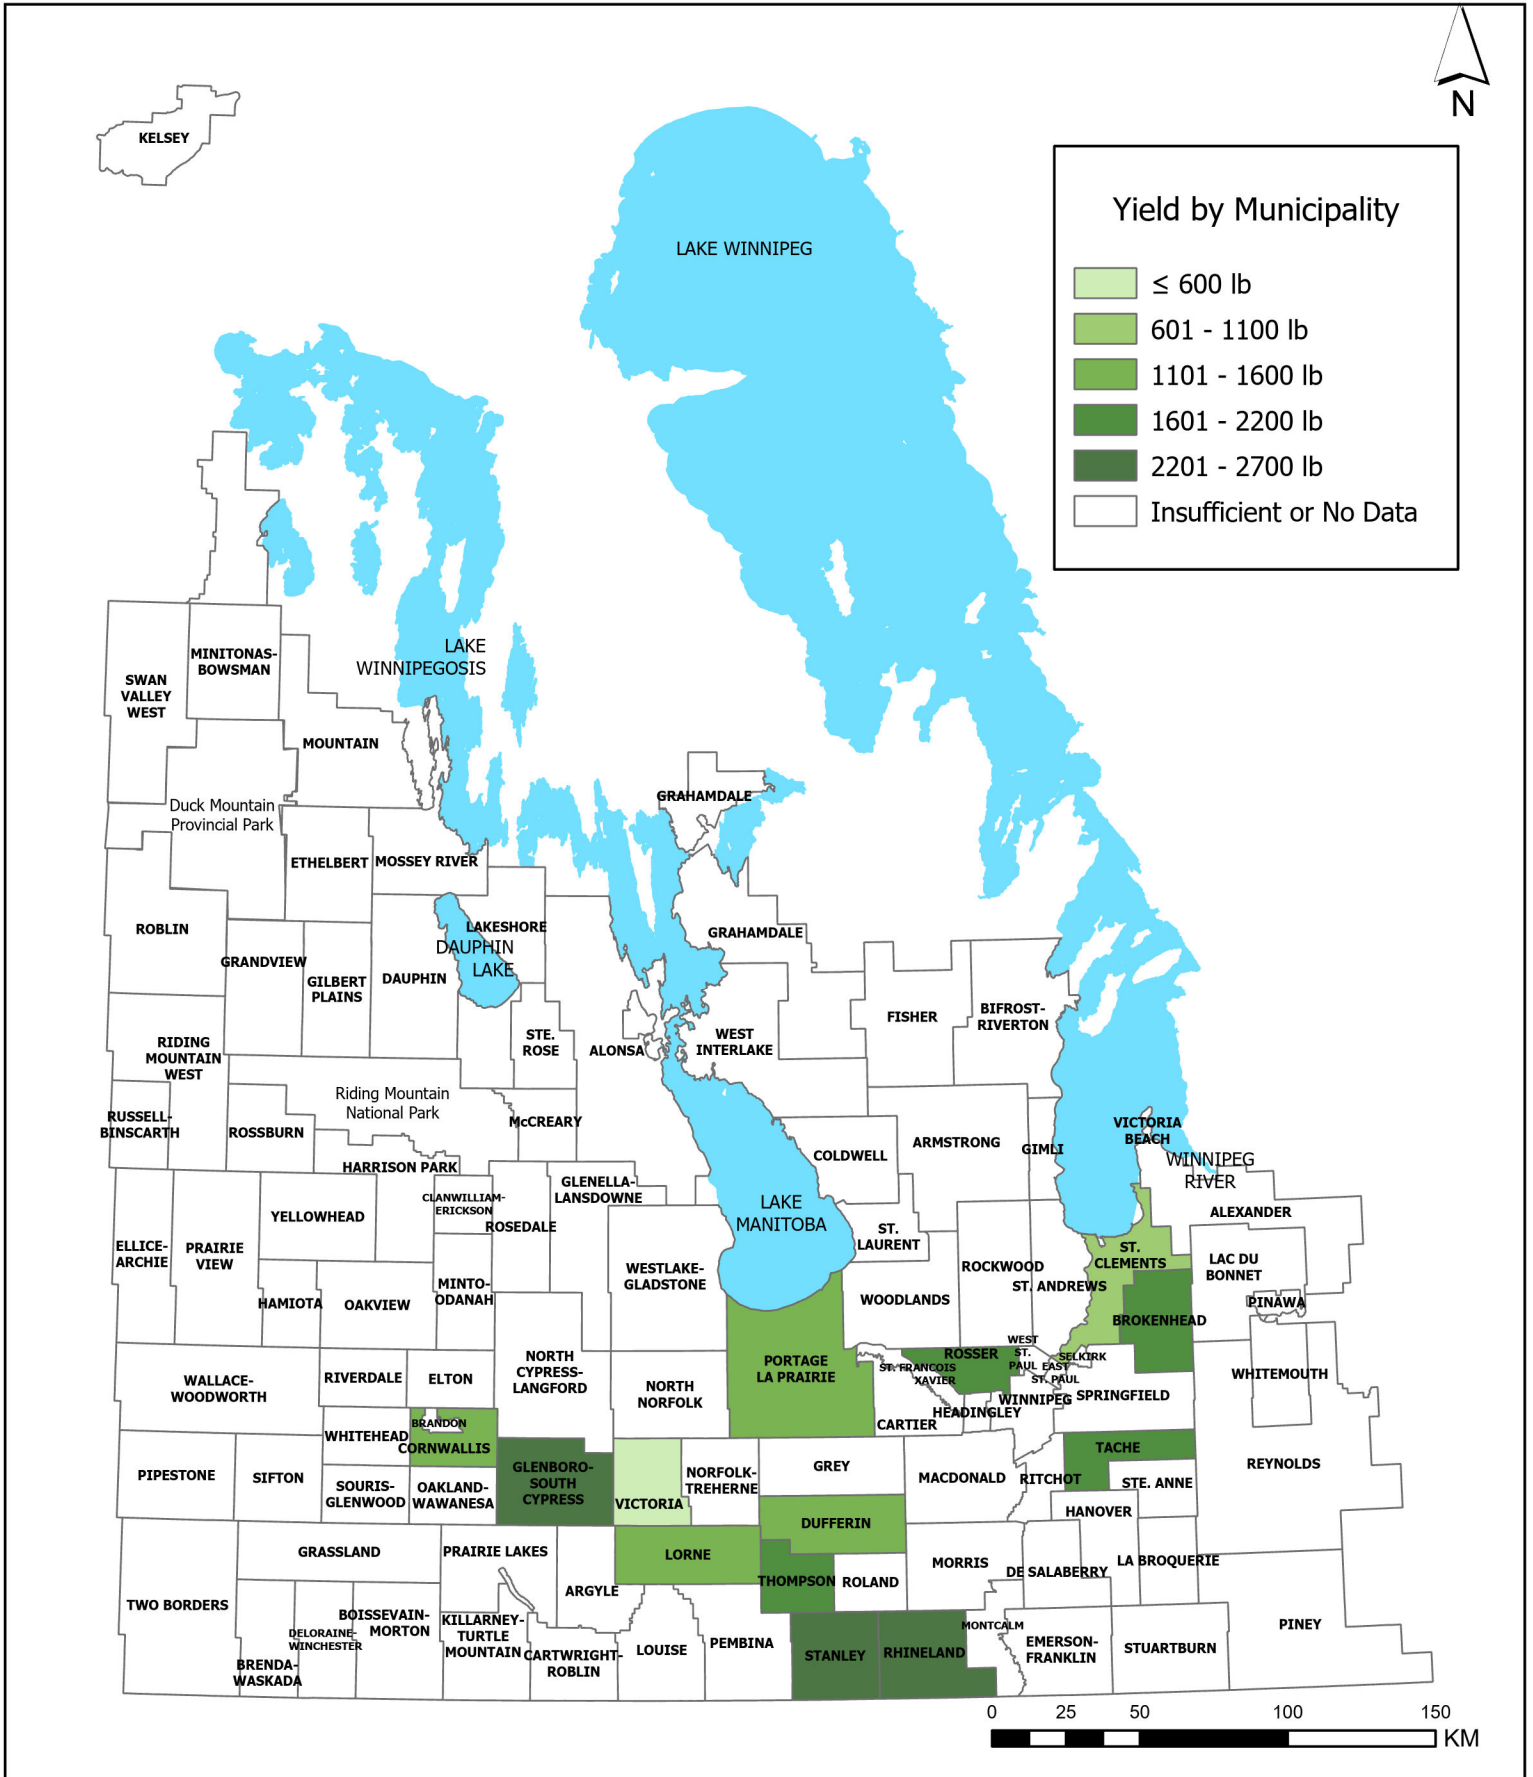 N
KELSEY
Yield by Municipality
≤ 600 lb
601 - 1100 lb
1101 - 1600 lb
1601 - 2200 lb
2201 - 2700 lb
Insufficient or No Data
LAKE WINNIPEG
LAKE
WINNIPEGOSIS
MINITONAS-
BOWSMAN
SWAN
VALLEY
WEST
MOUNTAIN
Duck Mountain
Provincial Park
GRAHAMDALE
ETHELBERT
MOSSEY RIVER
ROBLIN
LAKESHORE
DAUPHIN
LAKE
GRAHAMDALE
GRANDVIEW
GILBERT
PLAINS
DAUPHIN
FISHER
BIFROST-
RIVERTON
RIDING
MOUNTAIN
WEST
STE.
ROSE
ALONSA
WEST
INTERLAKE
Riding Mountain
National Park
RUSSELL-
BINSCARTH
ROSSBURN
McCREARY
ARMSTRONG
GIMLI
VICTORIA
BEACH
COLDWELL
WINNIPEG
RIVER
HARRISON PARK
CLANWILLIAM-
ERICKSON
GLENELLA-
LANSDOWNE
YELLOWHEAD
ROSEDALE
LAKE
MANITOBA
ALEXANDER
ST.
LAURENT
ELLICE-
ARCHIE
PRAIRIE
VIEW
ST.
CLEMENTS
LAC DU
BONNET
WESTLAKE-
GLADSTONE
ROCKWOOD
ST. ANDREWS
MINTO-
ODANAH
HAMIOTA
OAKVIEW
WOODLANDS
PINAWA
BROKENHEAD
WEST
ST.
PAUL
EAST
ST. PAUL
SELKIRK
ROSSER
ST. FRANCOIS
XAVIER
NORTH
CYPRESS-
LANGFORD
PORTAGE
LA PRAIRIE
WHITEMOUTH
WALLACE-
WOODWORTH
RIVERDALE
ELTON
NORTH
NORFOLK
WINNIPEG
SPRINGFIELD
HEADINGLEY
CARTIER
BRANDON
WHITEHEAD
CORNWALLIS
TACHE
PIPESTONE
SIFTON
SOURIS-
GLENWOOD
OAKLAND-
WAWANESA
GLENBORO-
SOUTH
CYPRESS
VICTORIA
NORFOLK-
TREHERNE
GREY
MACDONALD
RITCHOT
STE. ANNE
REYNOLDS
HANOVER
DUFFERIN
GRASSLAND
PRAIRIE LAKES
LORNE
MORRIS
DE SALABERRY
LA BROQUERIE
THOMPSON
ROLAND
ARGYLE
TWO BORDERS
BOISSEVAIN-
MORTON
DELORAINE-
WINCHESTER
BRENDA-
WASKADA
KILLARNEY-
TURTLE
MOUNTAIN
CARTWRIGHT-
ROBLIN
LOUISE
PEMBINA
STANLEY
RHINELAND
MONTCALM
EMERSON-
FRANKLIN
STUARTBURN
PINEY
0 25 50 100 150
KM